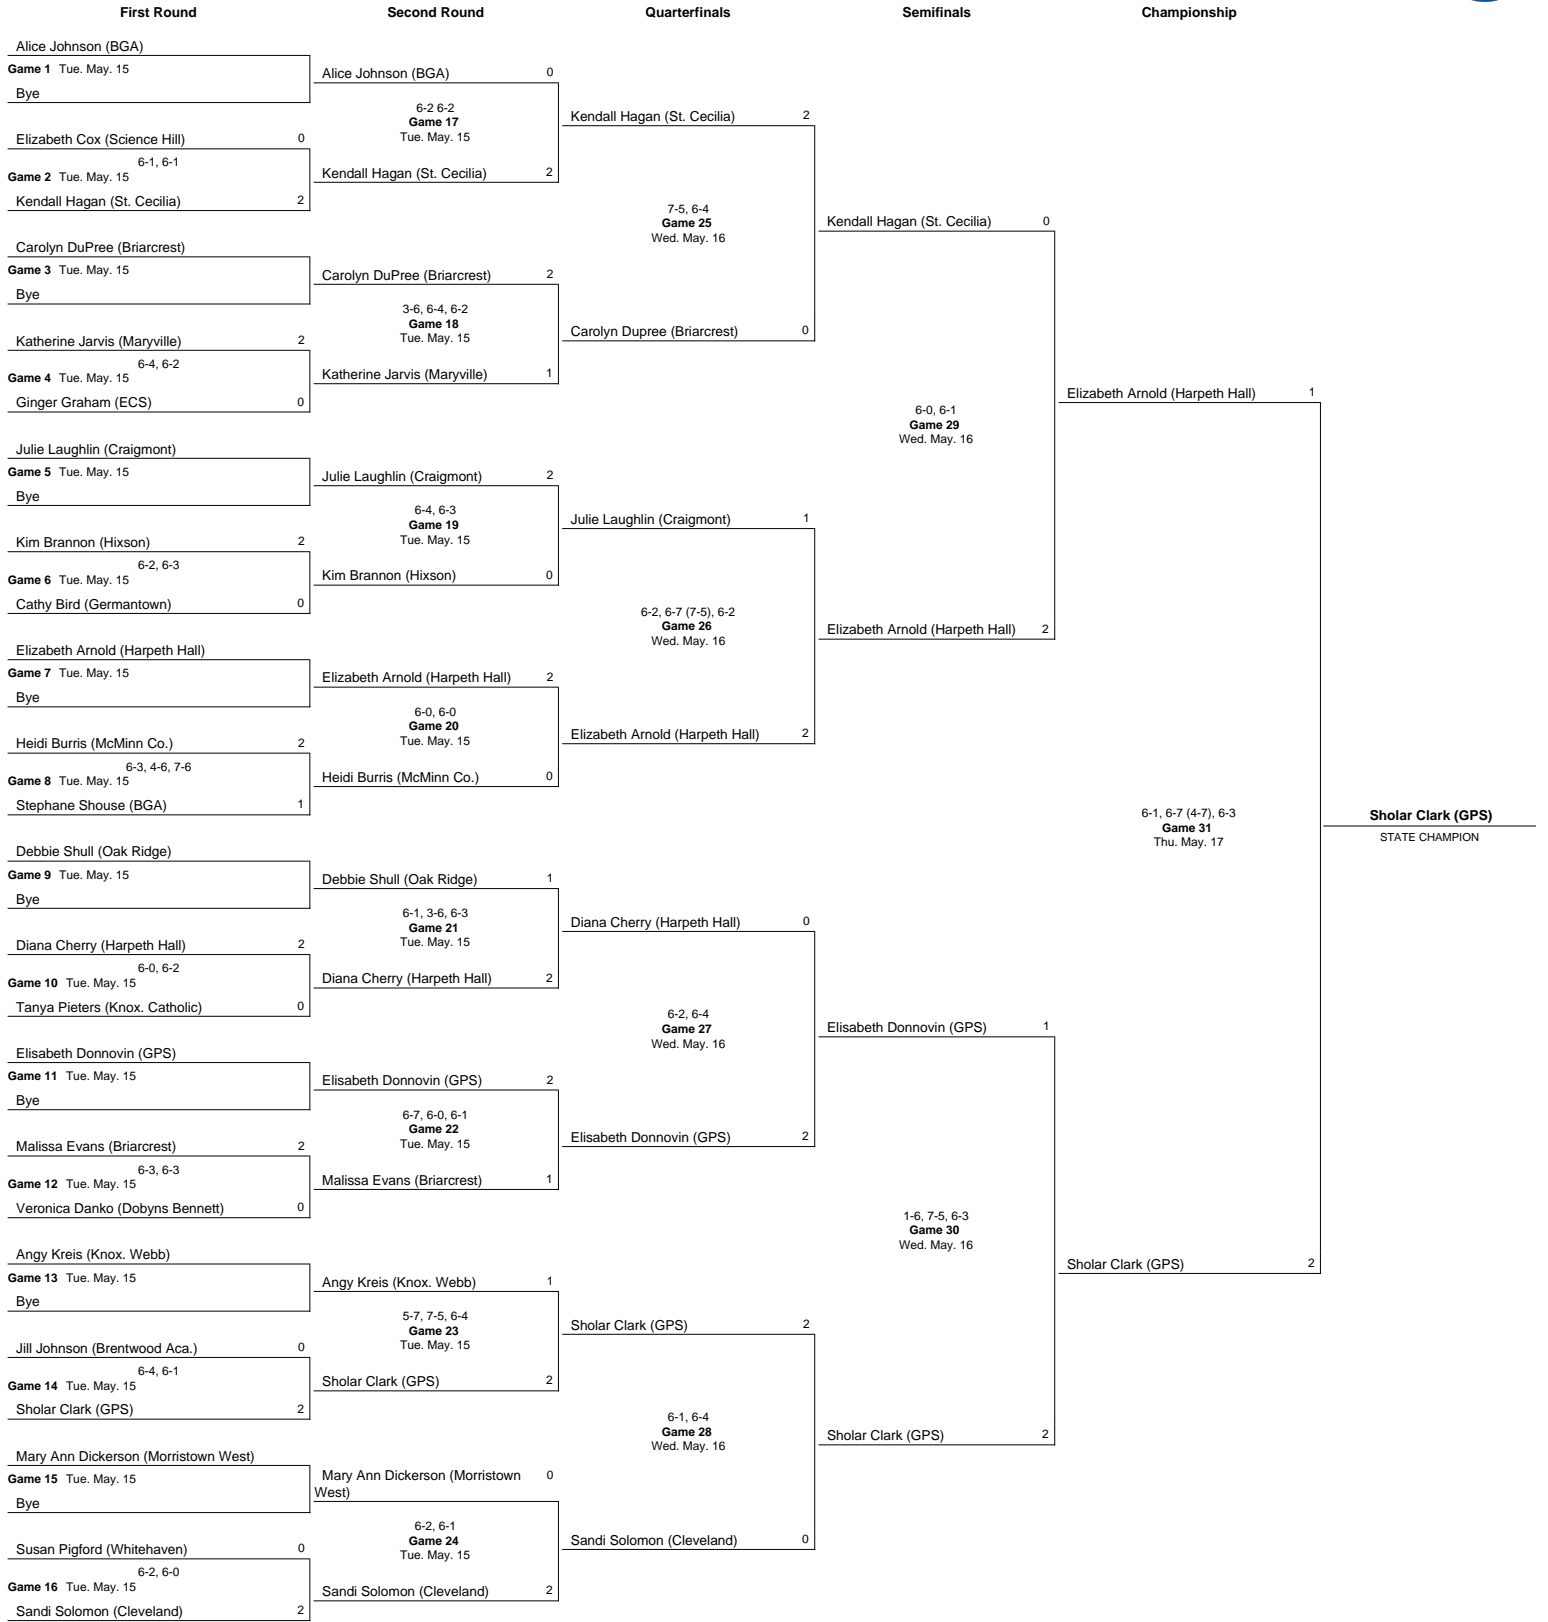 First Round
Second Round
Quarterfinals
Semifinals
Championship
Alice Johnson (BGA)
Game 1 Tue. May. 15
Bye
Elizabeth Cox (Science Hill) 0
6-1, 6-1
Game 2 Tue. May. 15
Kendall Hagan (St. Cecilia) 2
Carolyn DuPree (Briarcrest)
Game 3 Tue. May. 15
Bye
Katherine Jarvis (Maryville) 2
6-4, 6-2
Game 4 Tue. May. 15
Ginger Graham (ECS) 0
Julie Laughlin (Craigmont)
Game 5 Tue. May. 15
Bye
Kim Brannon (Hixson) 2
6-2, 6-3
Game 6 Tue. May. 15
Cathy Bird (Germantown) 0
Elizabeth Arnold (Harpeth Hall)
Game 7 Tue. May. 15
Bye
Heidi Burris (McMinn Co.) 2
6-3, 4-6, 7-6
Game 8 Tue. May. 15
Stephane Shouse (BGA) 1
Debbie Shull (Oak Ridge)
Game 9 Tue. May. 15
Bye
Diana Cherry (Harpeth Hall) 2
6-0, 6-2
Game 10 Tue. May. 15
Tanya Pieters (Knox. Catholic) 0
Elisabeth Donnovin (GPS)
Game 11 Tue. May. 15
Bye
Malissa Evans (Briarcrest) 2
6-3, 6-3
Game 12 Tue. May. 15
Veronica Danko (Dobyns Bennett) 0
Angy Kreis (Knox. Webb)
Game 13 Tue. May. 15
Bye
Jill Johnson (Brentwood Aca.) 0
6-4, 6-1
Game 14 Tue. May. 15
Sholar Clark (GPS) 2
Mary Ann Dickerson (Morristown West)
Game 15 Tue. May. 15
Bye
Susan Pigford (Whitehaven) 0
6-2, 6-0
Game 16 Tue. May. 15
Sandi Solomon (Cleveland) 2
Alice Johnson (BGA) 0
6-2 6-2
Game 17
Tue. May. 15
Kendall Hagan (St. Cecilia) 2
Carolyn DuPree (Briarcrest) 2
3-6, 6-4, 6-2
Game 18
Tue. May. 15
Katherine Jarvis (Maryville) 1
Julie Laughlin (Craigmont) 2
6-4, 6-3
Game 19
Tue. May. 15
Kim Brannon (Hixson) 0
Elizabeth Arnold (Harpeth Hall) 2
6-0, 6-0
Game 20
Tue. May. 15
Heidi Burris (McMinn Co.) 0
Debbie Shull (Oak Ridge) 1
6-1, 3-6, 6-3
Game 21
Tue. May. 15
Diana Cherry (Harpeth Hall) 2
Elisabeth Donnovin (GPS) 2
6-7, 6-0, 6-1
Game 22
Tue. May. 15
Malissa Evans (Briarcrest) 1
Angy Kreis (Knox. Webb) 1
5-7, 7-5, 6-4
Game 23
Tue. May. 15
Sholar Clark (GPS) 2
Mary Ann Dickerson (Morristown 0
West)
6-2, 6-1
Game 24
Tue. May. 15
Sandi Solomon (Cleveland) 2
Kendall Hagan (St. Cecilia) 2
7-5, 6-4
Game 25
Wed. May. 16
Carolyn Dupree (Briarcrest) 0
Julie Laughlin (Craigmont) 1
6-2, 6-7 (7-5), 6-2
Game 26
Wed. May. 16
Elizabeth Arnold (Harpeth Hall) 2
Diana Cherry (Harpeth Hall) 0
6-2, 6-4
Game 27
Wed. May. 16
Elisabeth Donnovin (GPS) 2
Sholar Clark (GPS) 2
6-1, 6-4
Game 28
Wed. May. 16
Sandi Solomon (Cleveland) 0
Kendall Hagan (St. Cecilia) 0
6-0, 6-1
Game 29
Wed. May. 16
Elizabeth Arnold (Harpeth Hall) 2
Elisabeth Donnovin (GPS) 1
1-6, 7-5, 6-3
Game 30
Wed. May. 16
Sholar Clark (GPS) 2
Elizabeth Arnold (Harpeth Hall) 1
6-1, 6-7 (4-7), 6-3
Game 31
Thu. May. 17
Sholar Clark (GPS) 2
Sholar Clark (GPS)
STATE CHAMPION